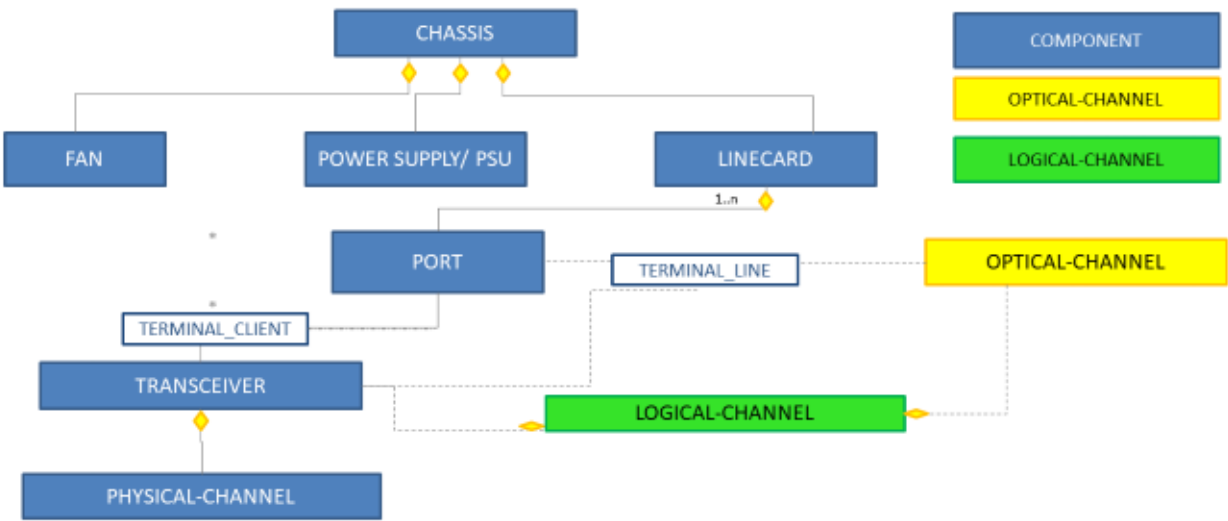 CHASSIS
COMPONENT
OPTICAL-CHANNEL
LOGICAL-CHANNEL
FAN
POWER SUPPLY/ PSU
LINECARD
1..n
*
PORT
TERMINAL_LINE
OPTICAL-CHANNEL
*
TERMINAL_CLIENT
TRANSCEIVER
LOGICAL-CHANNEL
PHYSICAL-CHANNEL